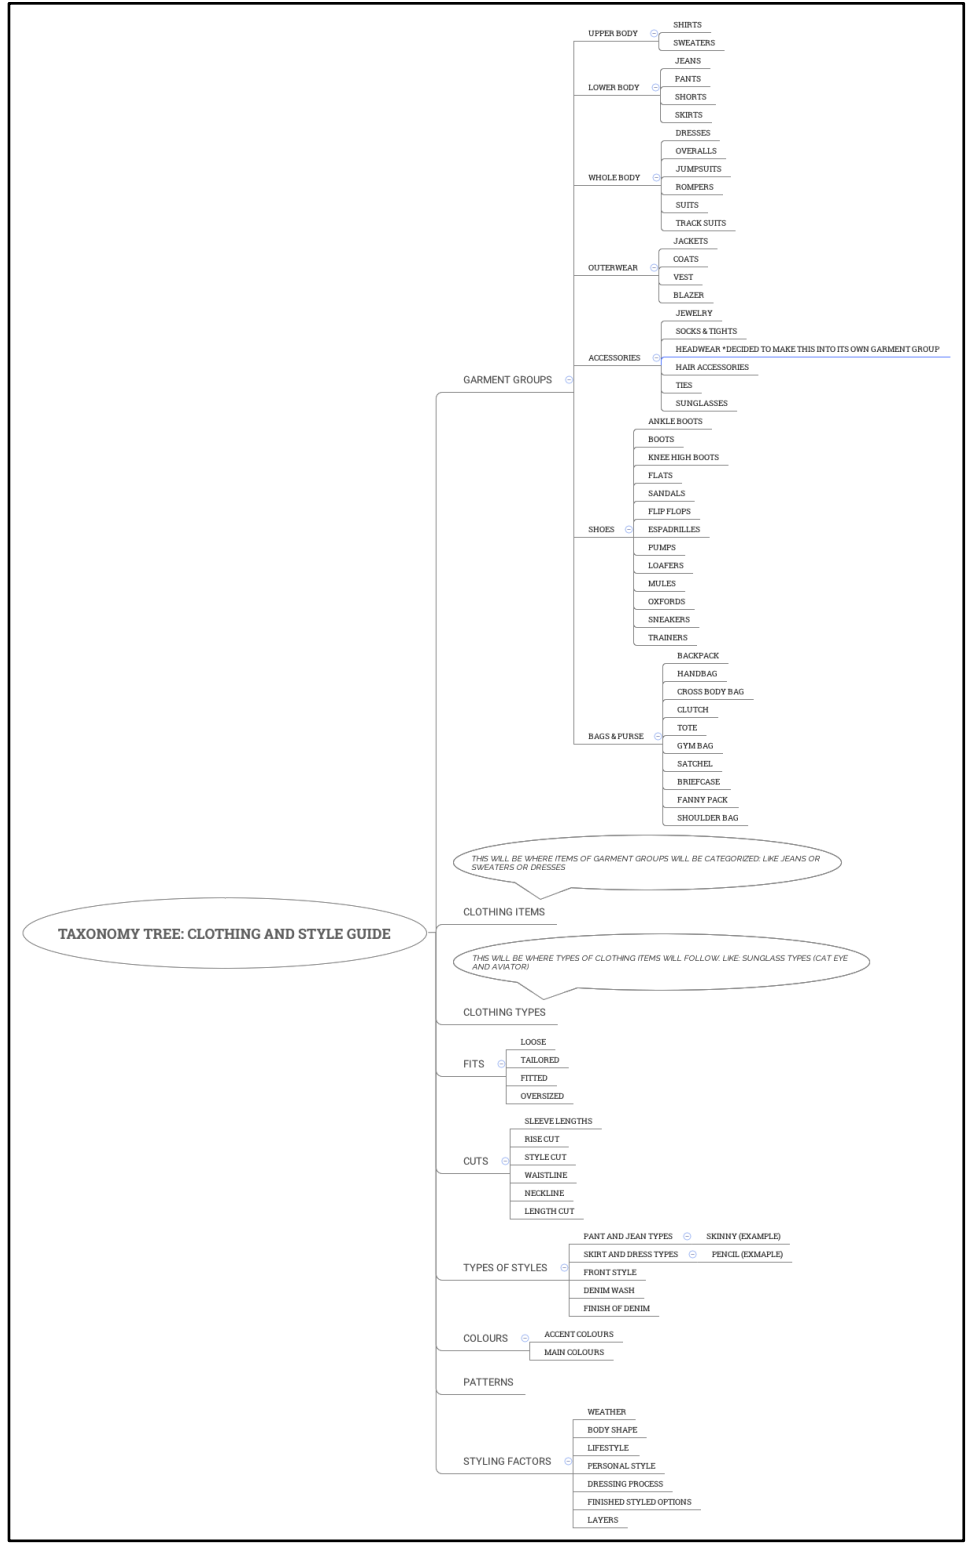 UPPER BODY
SHIRTS
SWEATERS
LOWER BODY
JEANS
PANTS
SHORTS
SKIRTS
WHOLE BODY
DRESSES
OVERALLS
JUMPSUITS
ROMPERS
SUITS
TRACK SUITS
OUTERWEAR
JACKETS
COATS
VEST
BLAZER
ACCESSORIES
JEWELRY
SOCKS & TIGHTS
HEADWEAR *DECIDED TO MAKE THIS INTO ITS OWN GARMENT GROUP
HAIR ACCESSORIES
TIES
SUNGLASSES
GARMENT GROUPS
SHOES
ANKLE BOOTS
BOOTS
KNEE HIGH BOOTS
FLATS
SANDALS
FLIP FLOPS
ESPADRILLES
PUMPS
LOAFERS
MULES
OXFORDS
SNEAKERS
TRAINERS
BAGS & PURSE
BACKPACK
HANDBAG
CROSS BODY BAG
CLUTCH
TOTE
GYM BAG
SATCHEL
BRIEFCASE
FANNY PACK
SHOULDER BAG
THIS WILL BE WHERE ITEMS OF GARMENT GROUPS WILL BE CATEGORIZED: LIKE JEANS OR
SWEATERS OR DRESSES
CLOTHING ITEMS
TAXONOMY TREE: CLOTHING AND STYLE GUIDE
THIS WILL BE WHERE TYPES OF CLOTHING ITEMS WILL FOLLOW. LIKE: SUNGLASS TYPES (CAT EYE
AND AVIATOR)
CLOTHING TYPES
FITS
LOOSE
TAILORED
FITTED
OVERSIZED
CUTS
SLEEVE LENGTHS
RISE CUT
STYLE CUT
WAISTLINE
NECKLINE
LENGTH CUT
TYPES OF STYLES
PANT AND JEAN TYPES
SKINNY (EXAMPLE)
SKIRT AND DRESS TYPES
PENCIL (EXMAPLE)
FRONT STYLE
DENIM WASH
FINISH OF DENIM
COLOURS
ACCENT COLOURS
MAIN COLOURS
PATTERNS
STYLING FACTORS
WEATHER
BODY SHAPE
LIFESTYLE
PERSONAL STYLE
DRESSING PROCESS
FINISHED STYLED OPTIONS
LAYERS